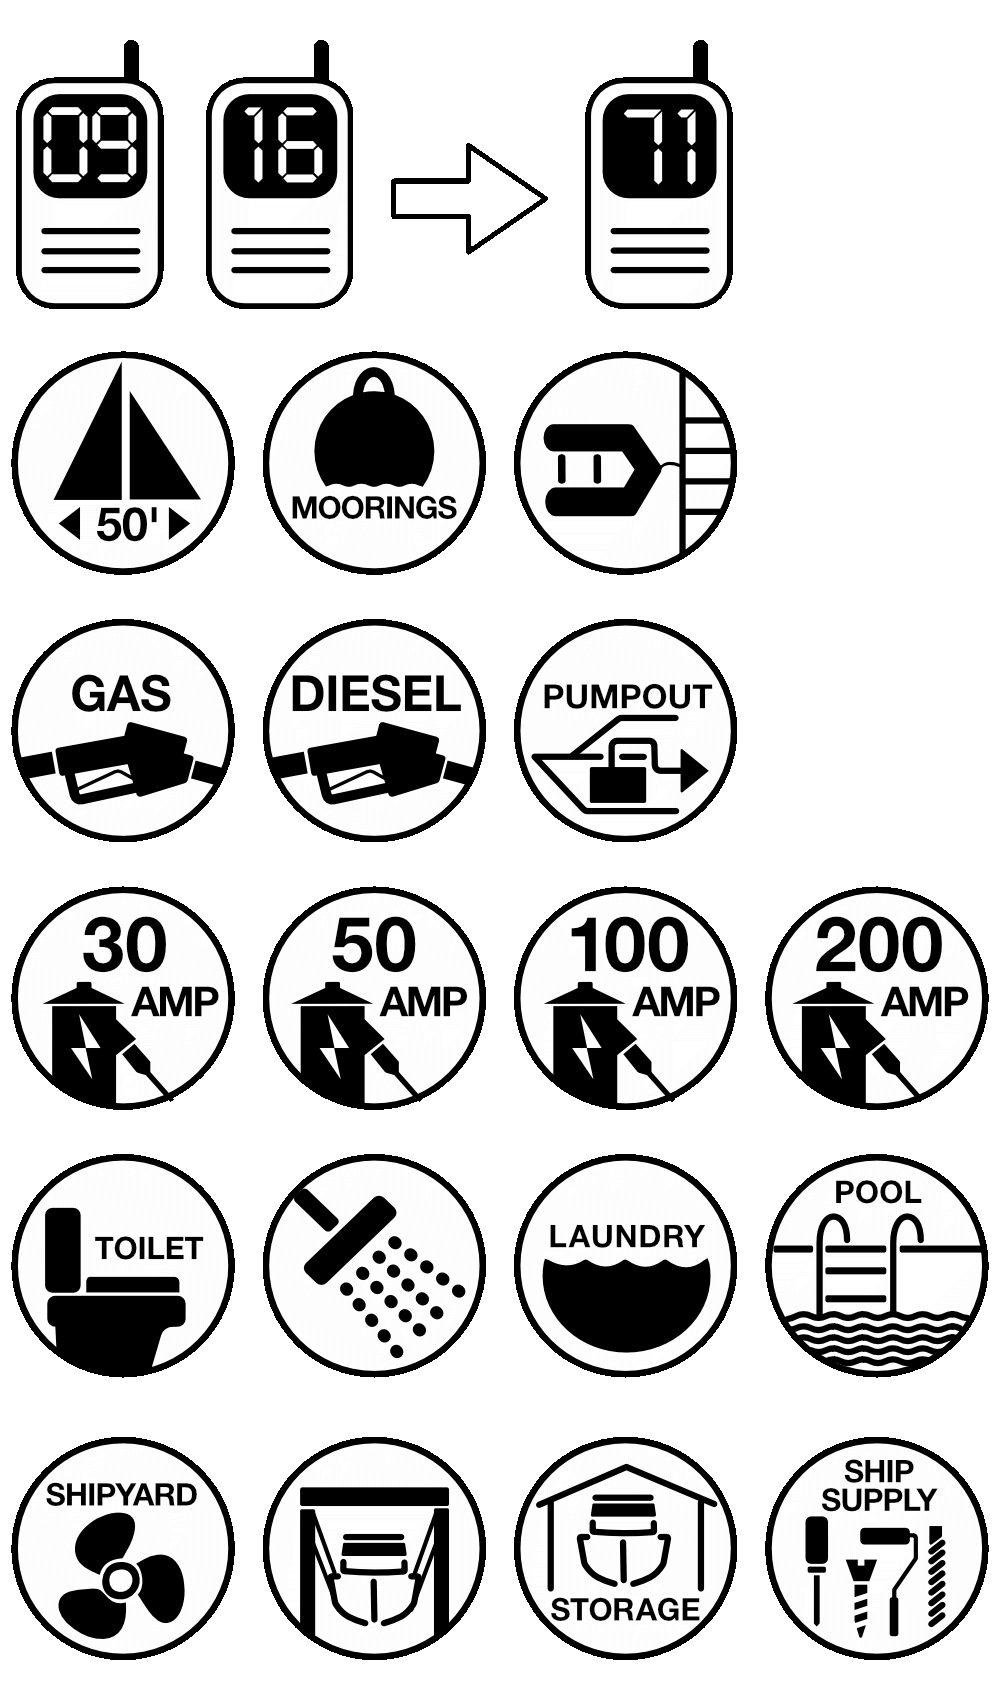 09 16 71
50'
MOORINGS
GAS
DIESEL
PUMPOUT
30
AMP
50
AMP
100
AMP
200
AMP
TOILET
LAUNDRY
POOL
SHIPYARD
STORAGE
SHIP
SUPPLY